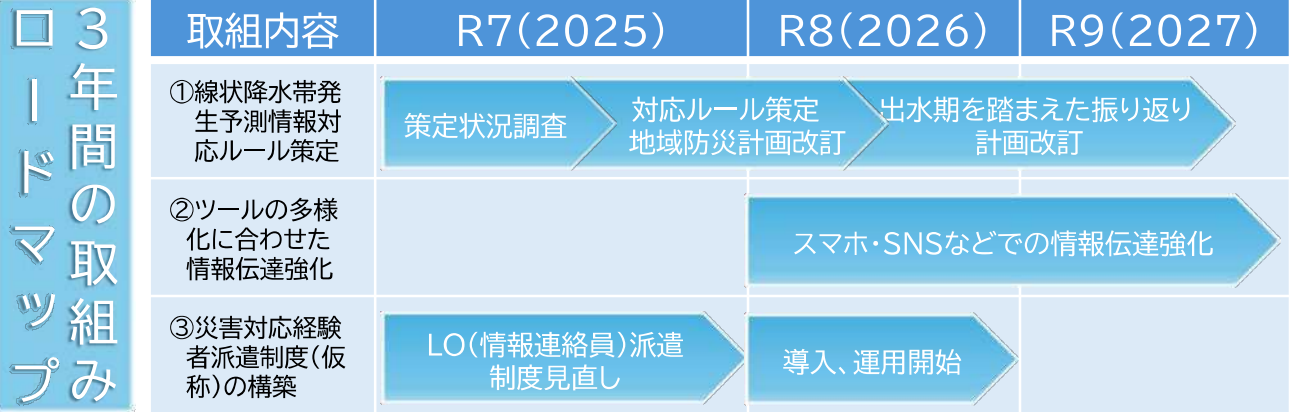 3年間の取組み
ロードマップ
取組内容
R7(2025)
R8(2026)
R9(2027)
①線状降水帯発
生予測情報対
応ルール策定
策定状況調査
対応ルール策定
地域防災計画改訂
出水期を踏まえた振り返り
計画改訂
②ツールの多様
化に合わせた
情報伝達強化
スマホ・SNSなどでの情報伝達強化
③災害対応経験
者派遣制度(仮
称)の構築
LO(情報連絡員)派遣
制度見直し
導入、運用開始